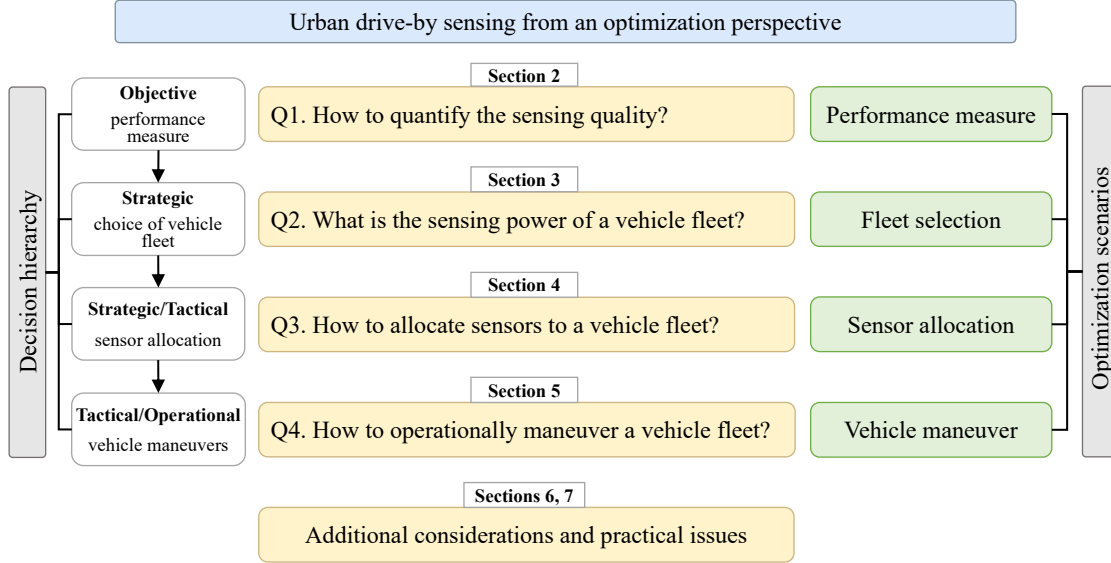 Urban drive-by sensing from an optimization perspective
Decision hierarchy
Objective
performance
measure
Section 2
Q1. How to quantify the sensing quality?
Performance measure
Strategic
choice of vehicle
fleet
Section 3
Q2. What is the sensing power of a vehicle fleet?
Fleet selection
Strategic/Tactical
sensor allocation
Section 4
Q3. How to allocate sensors to a vehicle fleet?
Sensor allocation
Tactical/Operational
vehicle maneuvers
Section 5
Q4. How to operationally maneuver a vehicle fleet?
Vehicle maneuver
Optimization scenarios
Sections 6, 7
Additional considerations and practical issues